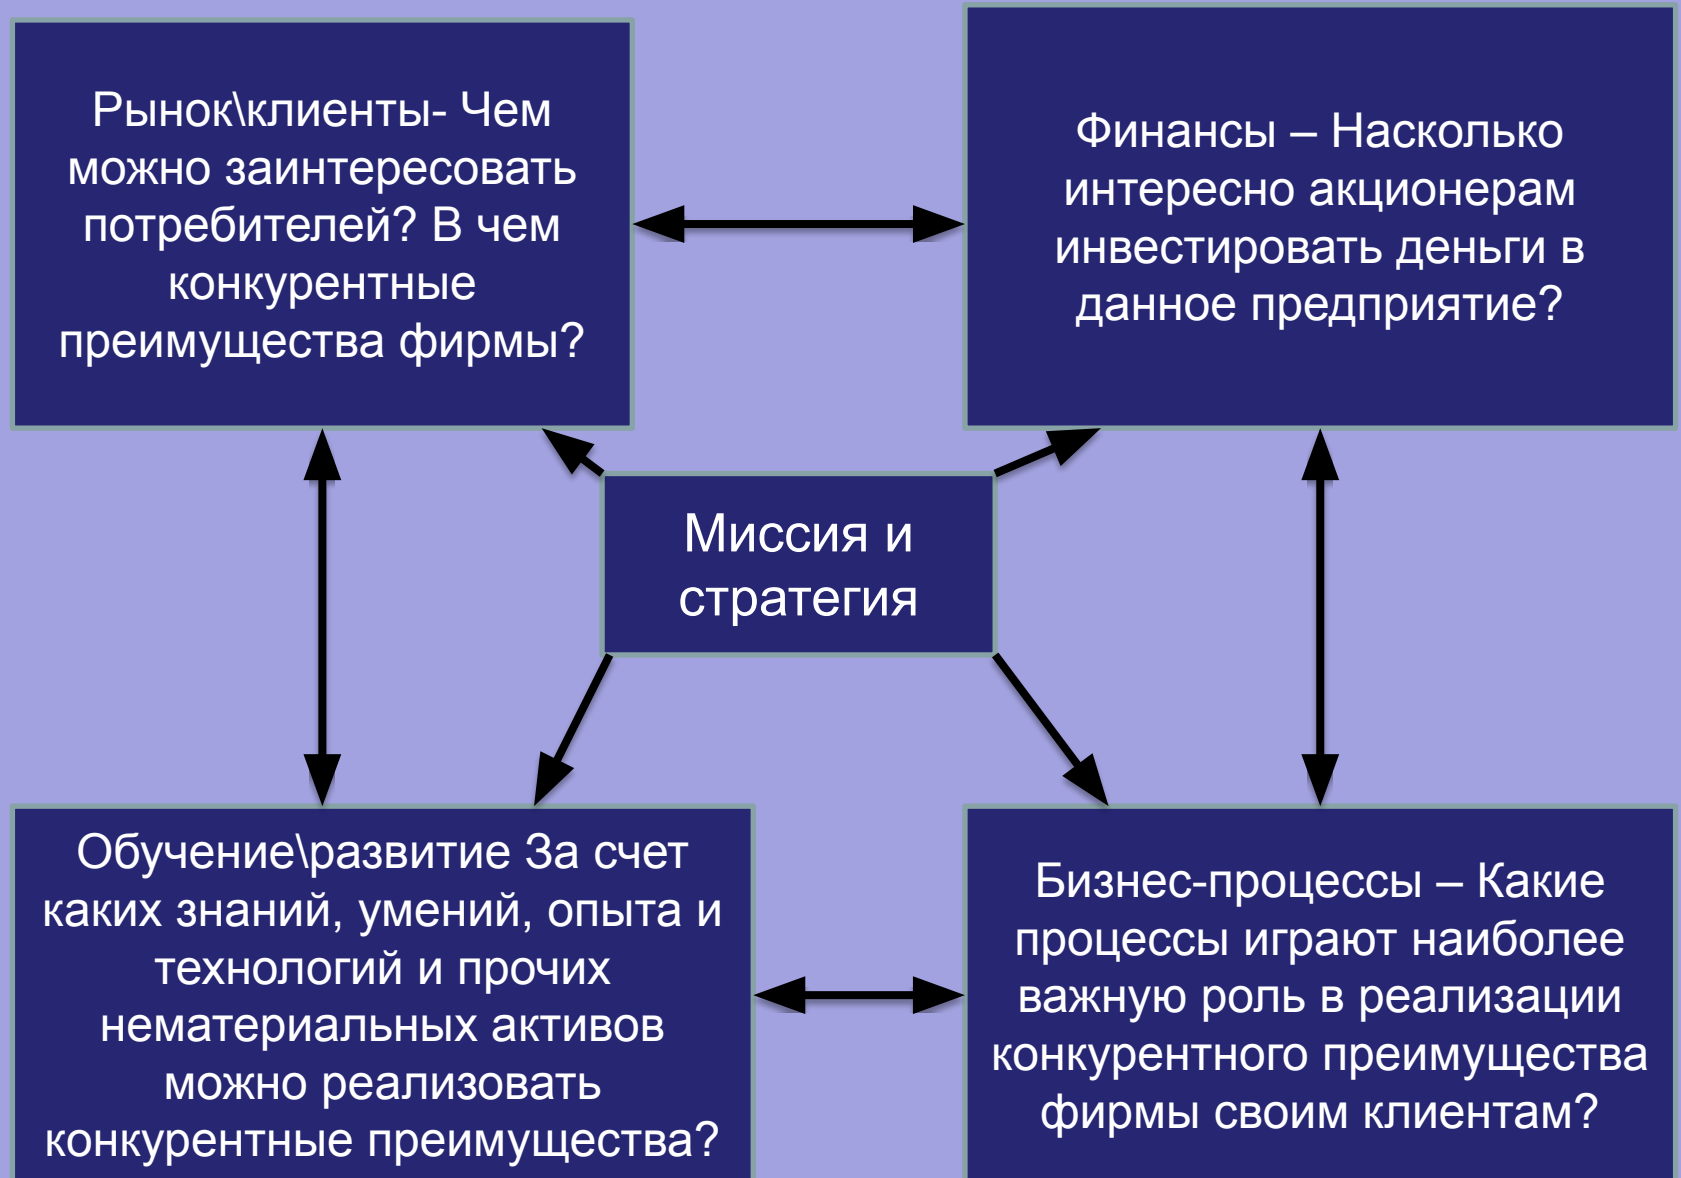 Рынок\клиенты- Чем
можно заинтересовать
потребителей? В чем
конкурентные
преимущества фирмы?
Финансы – Насколько
интересно акционерам
инвестировать деньги в
данное предприятие?
Миссия и
стратегия
Обучение\развитие За счет
каких знаний, умений, опыта и
технологий и прочих
нематериальных активов
можно реализовать
конкурентные преимущества?
Бизнес-процессы – Какие
процессы играют наиболее
важную роль в реализации
конкурентного преимущества
фирмы своим клиентам?